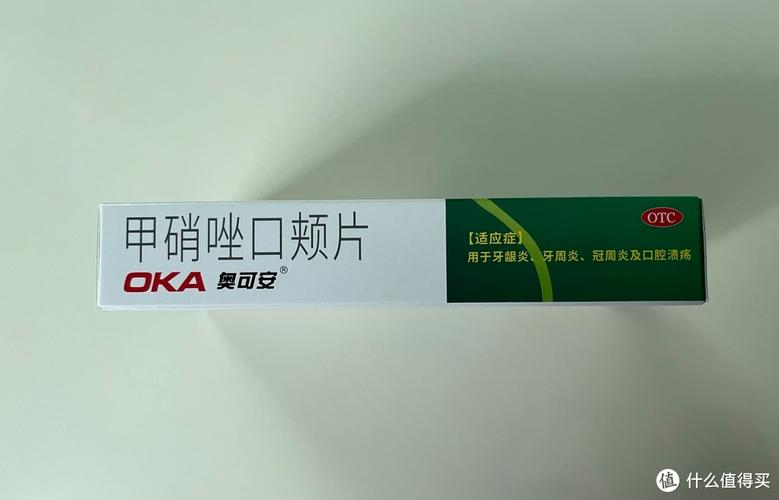 甲硝唑口颊片
OKA 奥可安®
OTC
【适应症】
用于牙龈炎、牙周炎、冠周炎及口腔溃疡
值 什么值得买